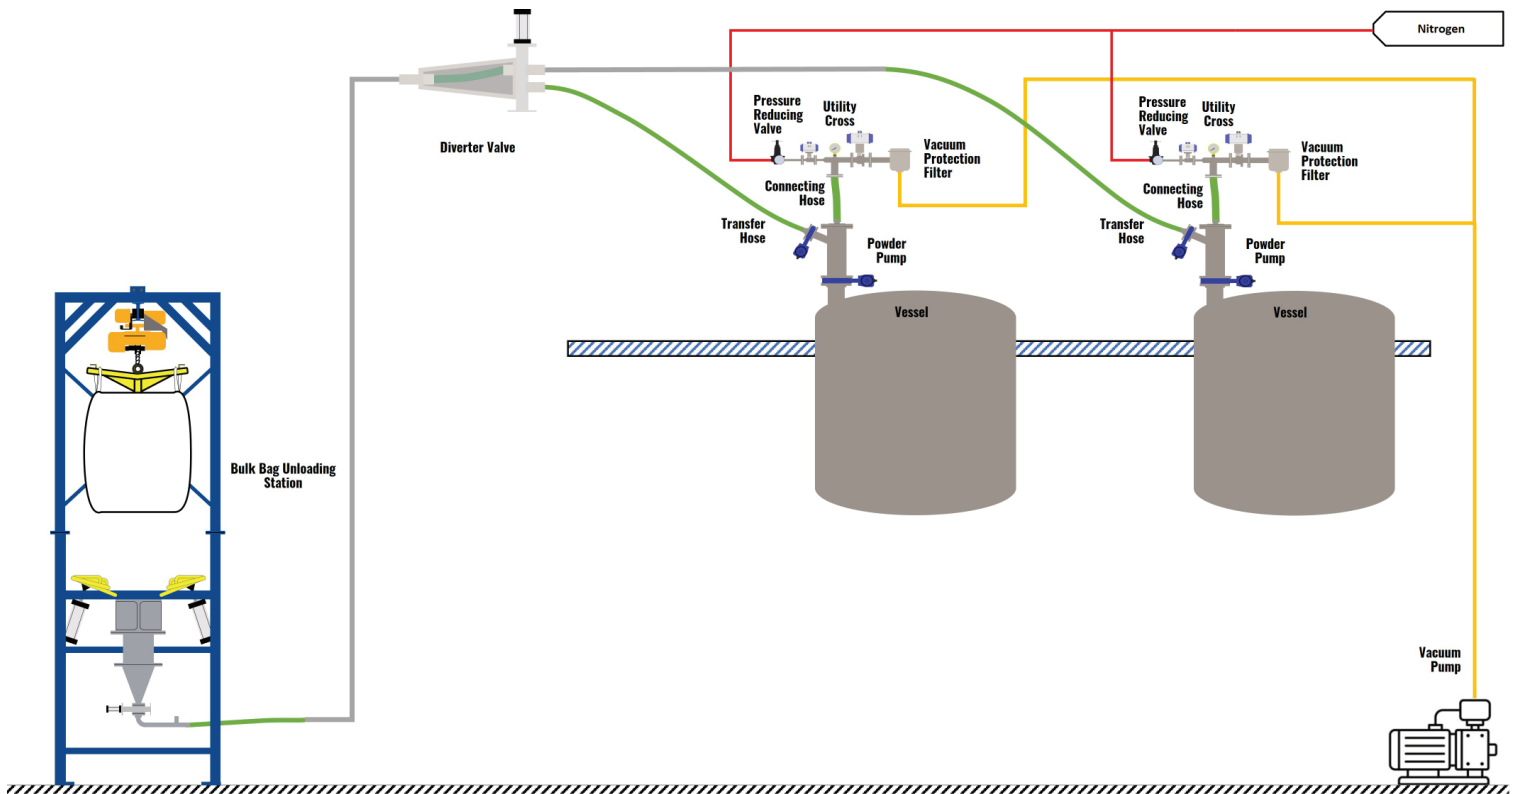 Nitrogen
Pressure
Reducing
Valve
Utility
Cross
Vacuum
Protection
Filter
Pressure
Reducing
Valve
Utility
Cross
Vacuum
Protection
Filter
Diverter Valve
Connecting
Hose
Connecting
Hose
Transfer
Hose
Powder
Pump
Transfer
Hose
Powder
Pump
Vessel
Vessel
Bulk Bag Unloading
Station
Vacuum
Pump